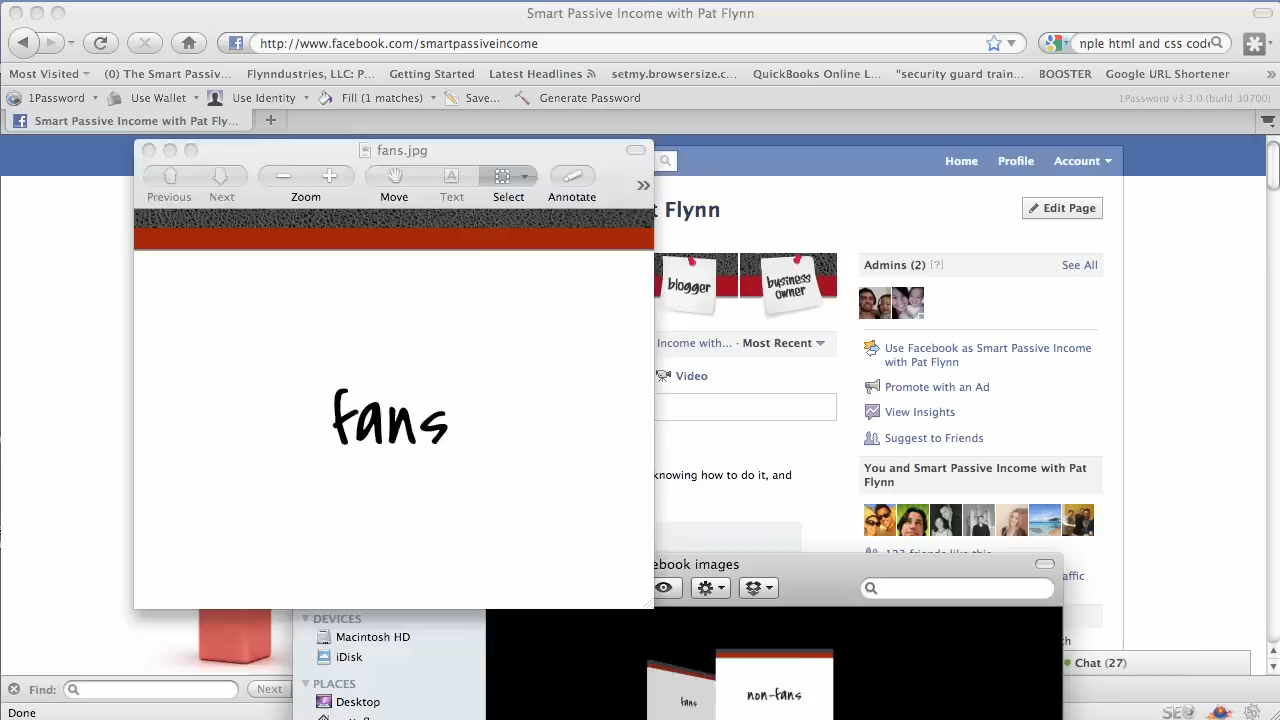 Smart Passive Income with Pat Flynn
http://www.facebook.com/smartpassiveincome
nple html and css code
Most Visited
(0) The Smart Passiv...
Flynndustries, LLC: P...
Getting Started
Latest Headlines
setmy.browsersize.c...
QuickBooks Online L...
"security guard train...
BOOSTER
Google URL Shortener
»
1Password
Use Wallet
Use Identity
Fill (1 matches)
Save...
Generate Password
1Password v3.3.0 (build 30700)
Smart Passive Income with Pat Fly...
fans.jpg
Previous
Next
Zoom
Move
Text
Select
Annotate
»
fans
Home
Profile
Account
t Flynn
Edit Page
blogger
business
owner
Income with... · Most Recent
Video
knowing how to do it, and
Admins (2) [?]
See All
Use Facebook as Smart Passive Income
with Pat Flynn
Promote with an Ad
View Insights
Suggest to Friends
You and Smart Passive Income with Pat
Flynn
123 friends like this
affic
ch
ebook images
DEVICES
Macintosh HD
iDisk
PLACES
Desktop
fans
non-fans
Chat (27)
Find:
Next
Done